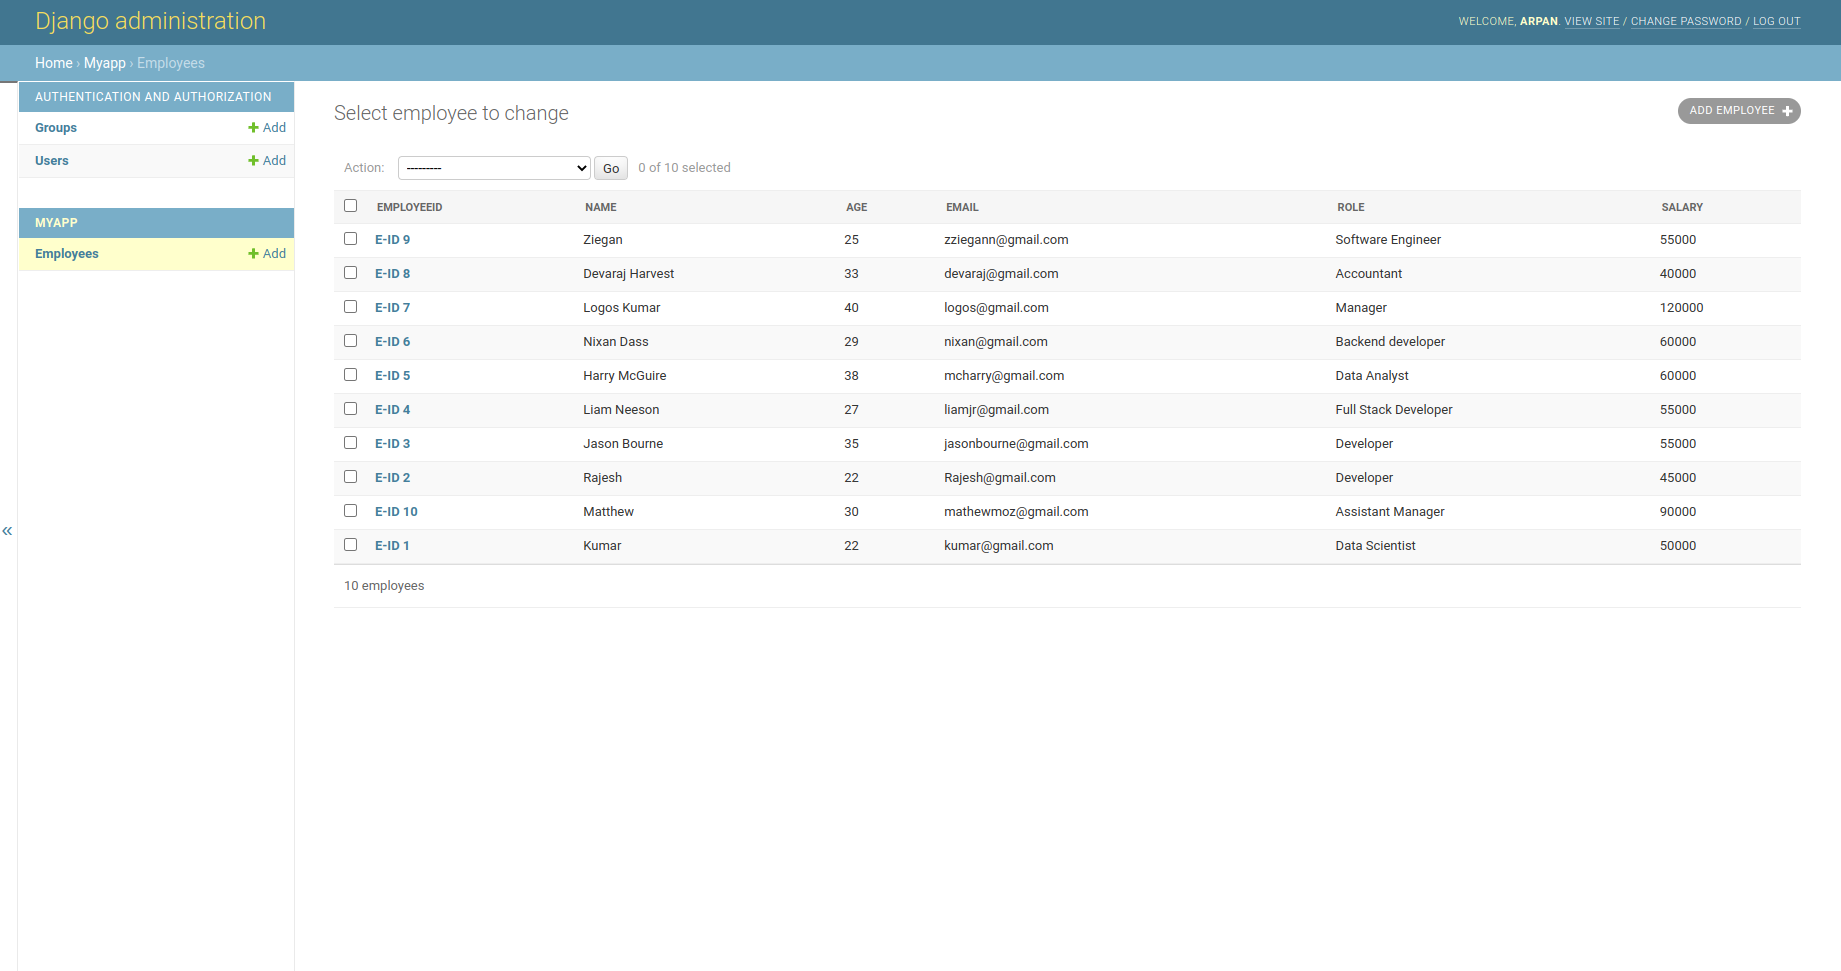 Django administration
WELCOME, ARPAN. VIEW SITE / CHANGE PASSWORD / LOG OUT
Home › Myapp › Employees
AUTHENTICATION AND AUTHORIZATION
Groups + Add
Users + Add
MYAPP
Employees + Add
«
Select employee to change
ADD EMPLOYEE +
Action: --------- Go 0 of 10 selected
EMPLOYEEID NAME AGE EMAIL ROLE SALARY
E-ID 9 Ziegan 25 zziegann@gmail.com Software Engineer 55000
E-ID 8 Devaraj Harvest 33 devaraj@gmail.com Accountant 40000
E-ID 7 Logos Kumar 40 logos@gmail.com Manager 120000
E-ID 6 Nixan Dass 29 nixan@gmail.com Backend developer 60000
E-ID 5 Harry McGuire 38 mcharry@gmail.com Data Analyst 60000
E-ID 4 Liam Neeson 27 liamjr@gmail.com Full Stack Developer 55000
E-ID 3 Jason Bourne 35 jasonbourne@gmail.com Developer 55000
E-ID 2 Rajesh 22 Rajesh@gmail.com Developer 45000
E-ID 10 Matthew 30 mathewmoz@gmail.com Assistant Manager 90000
E-ID 1 Kumar 22 kumar@gmail.com Data Scientist 50000
10 employees